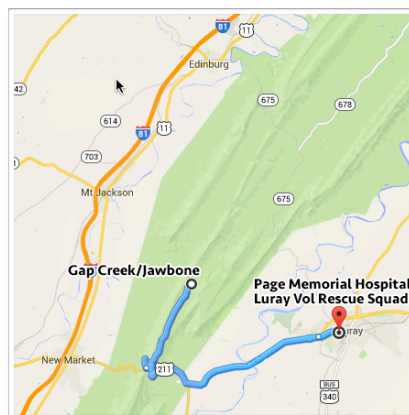 81
11
Edinburg
42
675
678
614
81
11
703
675
Mt Jackson
Gap Creek/Jawbone
Page Memorial Hospital
Luray Vol Rescue Squad
New Market
211
BUS
340